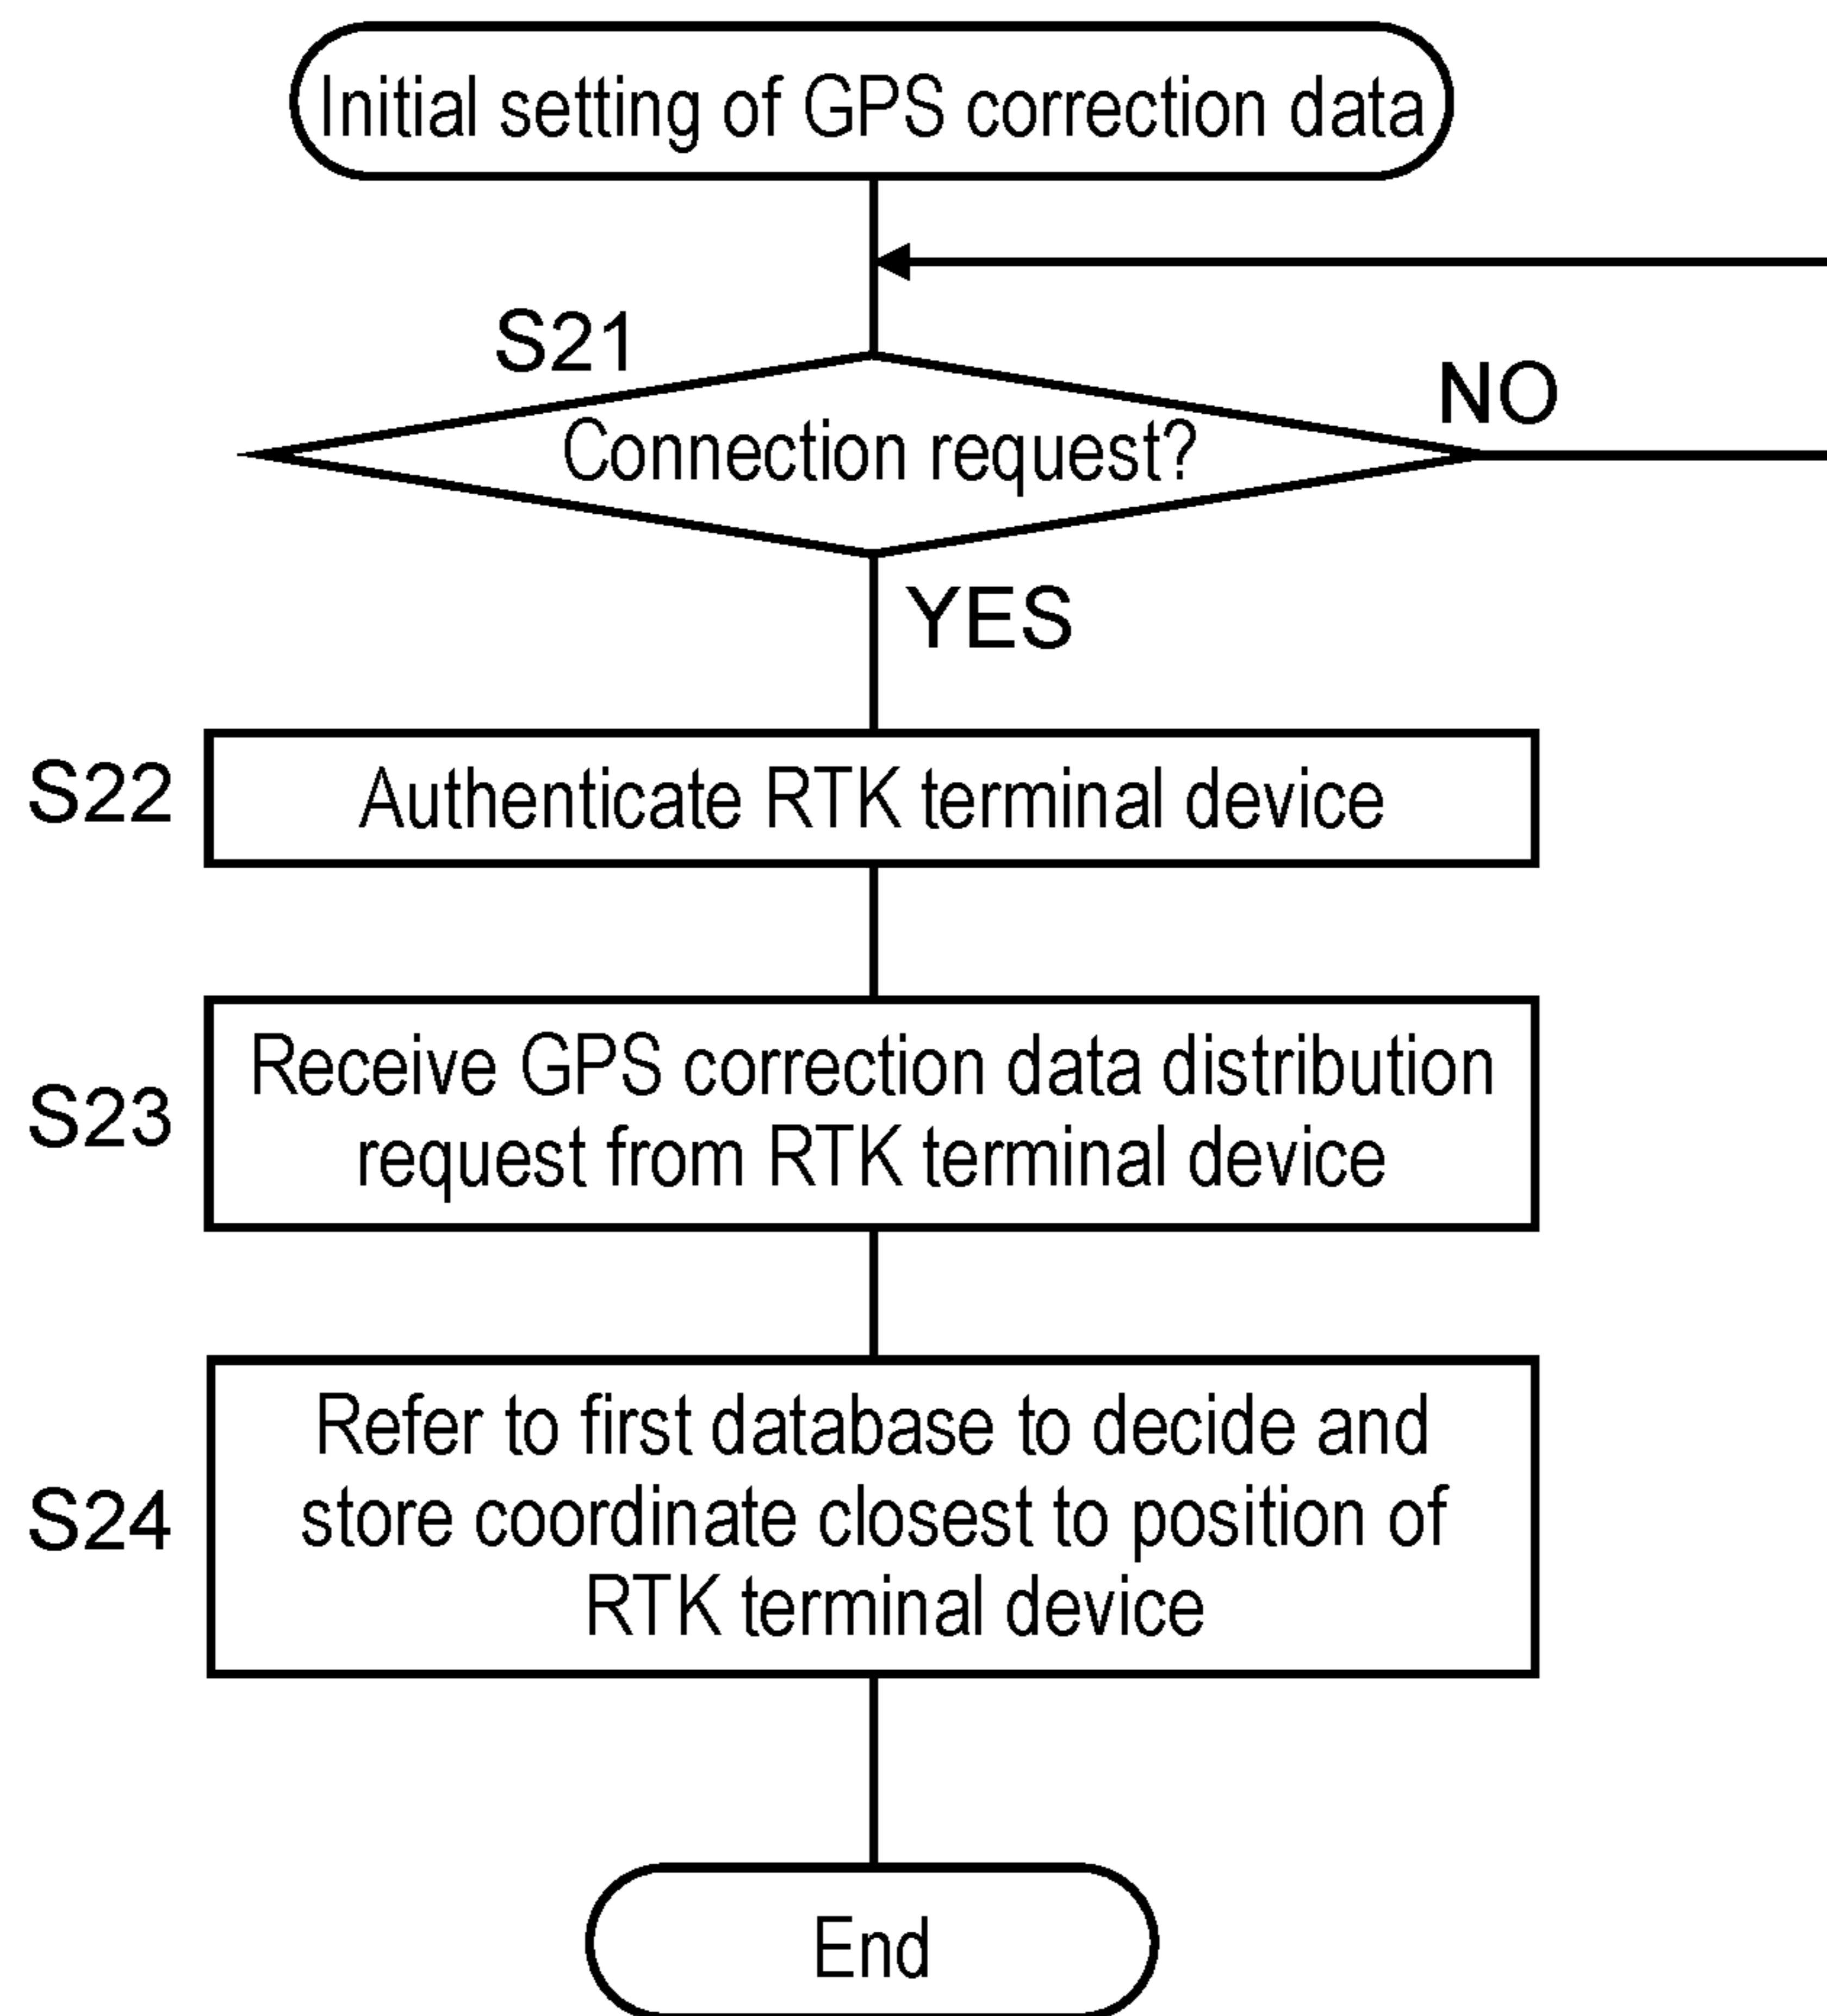 Initial setting of GPS correction data
S21
Connection request?
NO
YES
S22
Authenticate RTK terminal device
S23
Receive GPS correction data distribution
request from RTK terminal device
S24
Refer to first database to decide and
store coordinate closest to position of
RTK terminal device
End